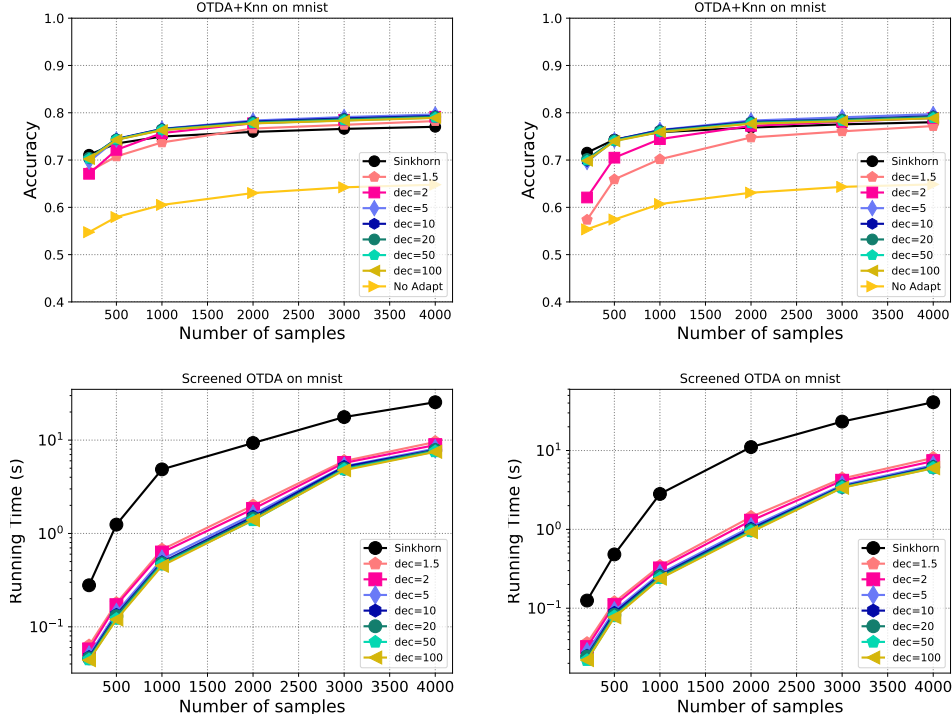 OTDA+Knn on mnist
1.0
0.9
0.8
0.7
0.6
0.5
0.4
Accuracy
500 1000 1500 2000 2500 3000 3500 4000
Number of samples
Sinkhorn
dec=1.5
dec=2
dec=5
dec=10
dec=20
dec=50
dec=100
No Adapt
OTDA+Knn on mnist
1.0
0.9
0.8
0.7
0.6
0.5
0.4
Accuracy
500 1000 1500 2000 2500 3000 3500 4000
Number of samples
Sinkhorn
dec=1.5
dec=2
dec=5
dec=10
dec=20
dec=50
dec=100
No Adapt
Screened OTDA on mnist
10¹
10⁰
10⁻¹
Running Time (s)
500 1000 1500 2000 2500 3000 3500 4000
Number of samples
Sinkhorn
dec=1.5
dec=2
dec=5
dec=10
dec=20
dec=50
dec=100
Screened OTDA on mnist
10¹
10⁰
10⁻¹
Running Time (s)
500 1000 1500 2000 2500 3000 3500 4000
Number of samples
Sinkhorn
dec=1.5
dec=2
dec=5
dec=10
dec=20
dec=50
dec=100